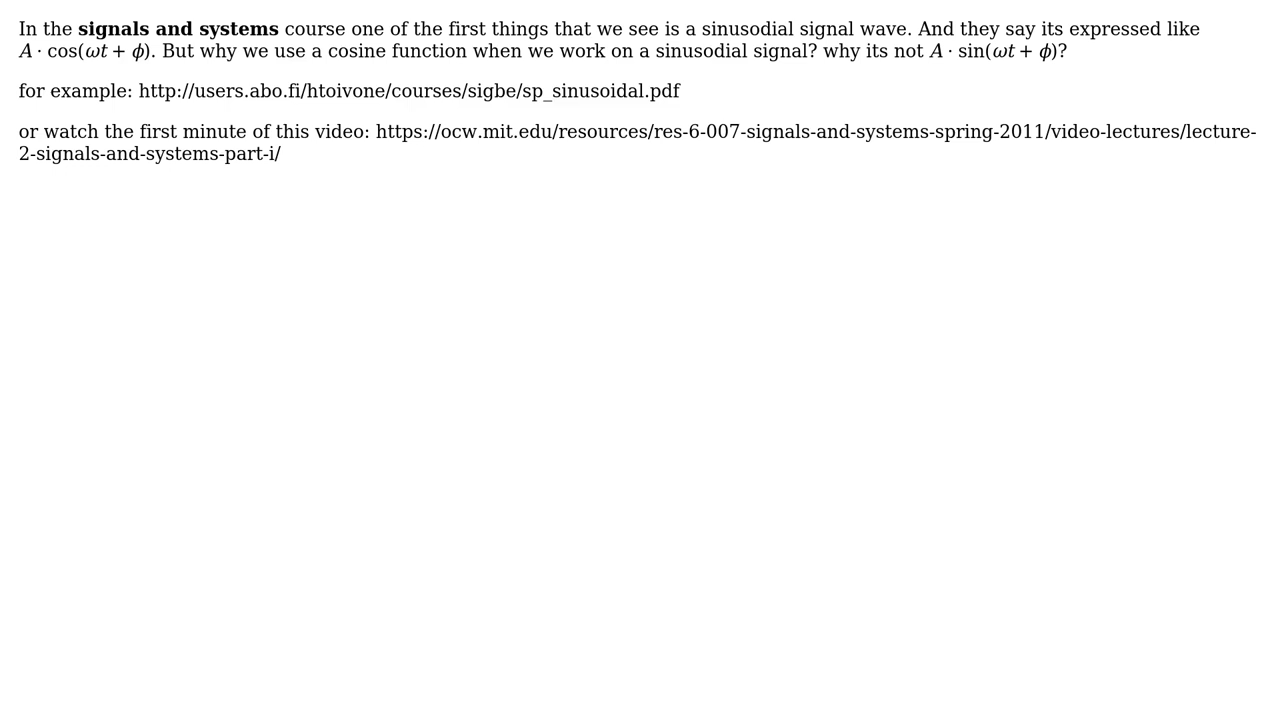 In the signals and systems course one of the first things that we see is a sinusodial signal wave. And they say its expressed like
A · cos(ωt + ϕ). But why we use a cosine function when we work on a sinusodial signal? why its not A · sin(ωt + ϕ)?
for example: http://users.abo.fi/htoivone/courses/sigbe/sp_sinusoidal.pdf
or watch the first minute of this video: https://ocw.mit.edu/resources/res-6-007-signals-and-systems-spring-2011/video-lectures/lecture-
2-signals-and-systems-part-i/